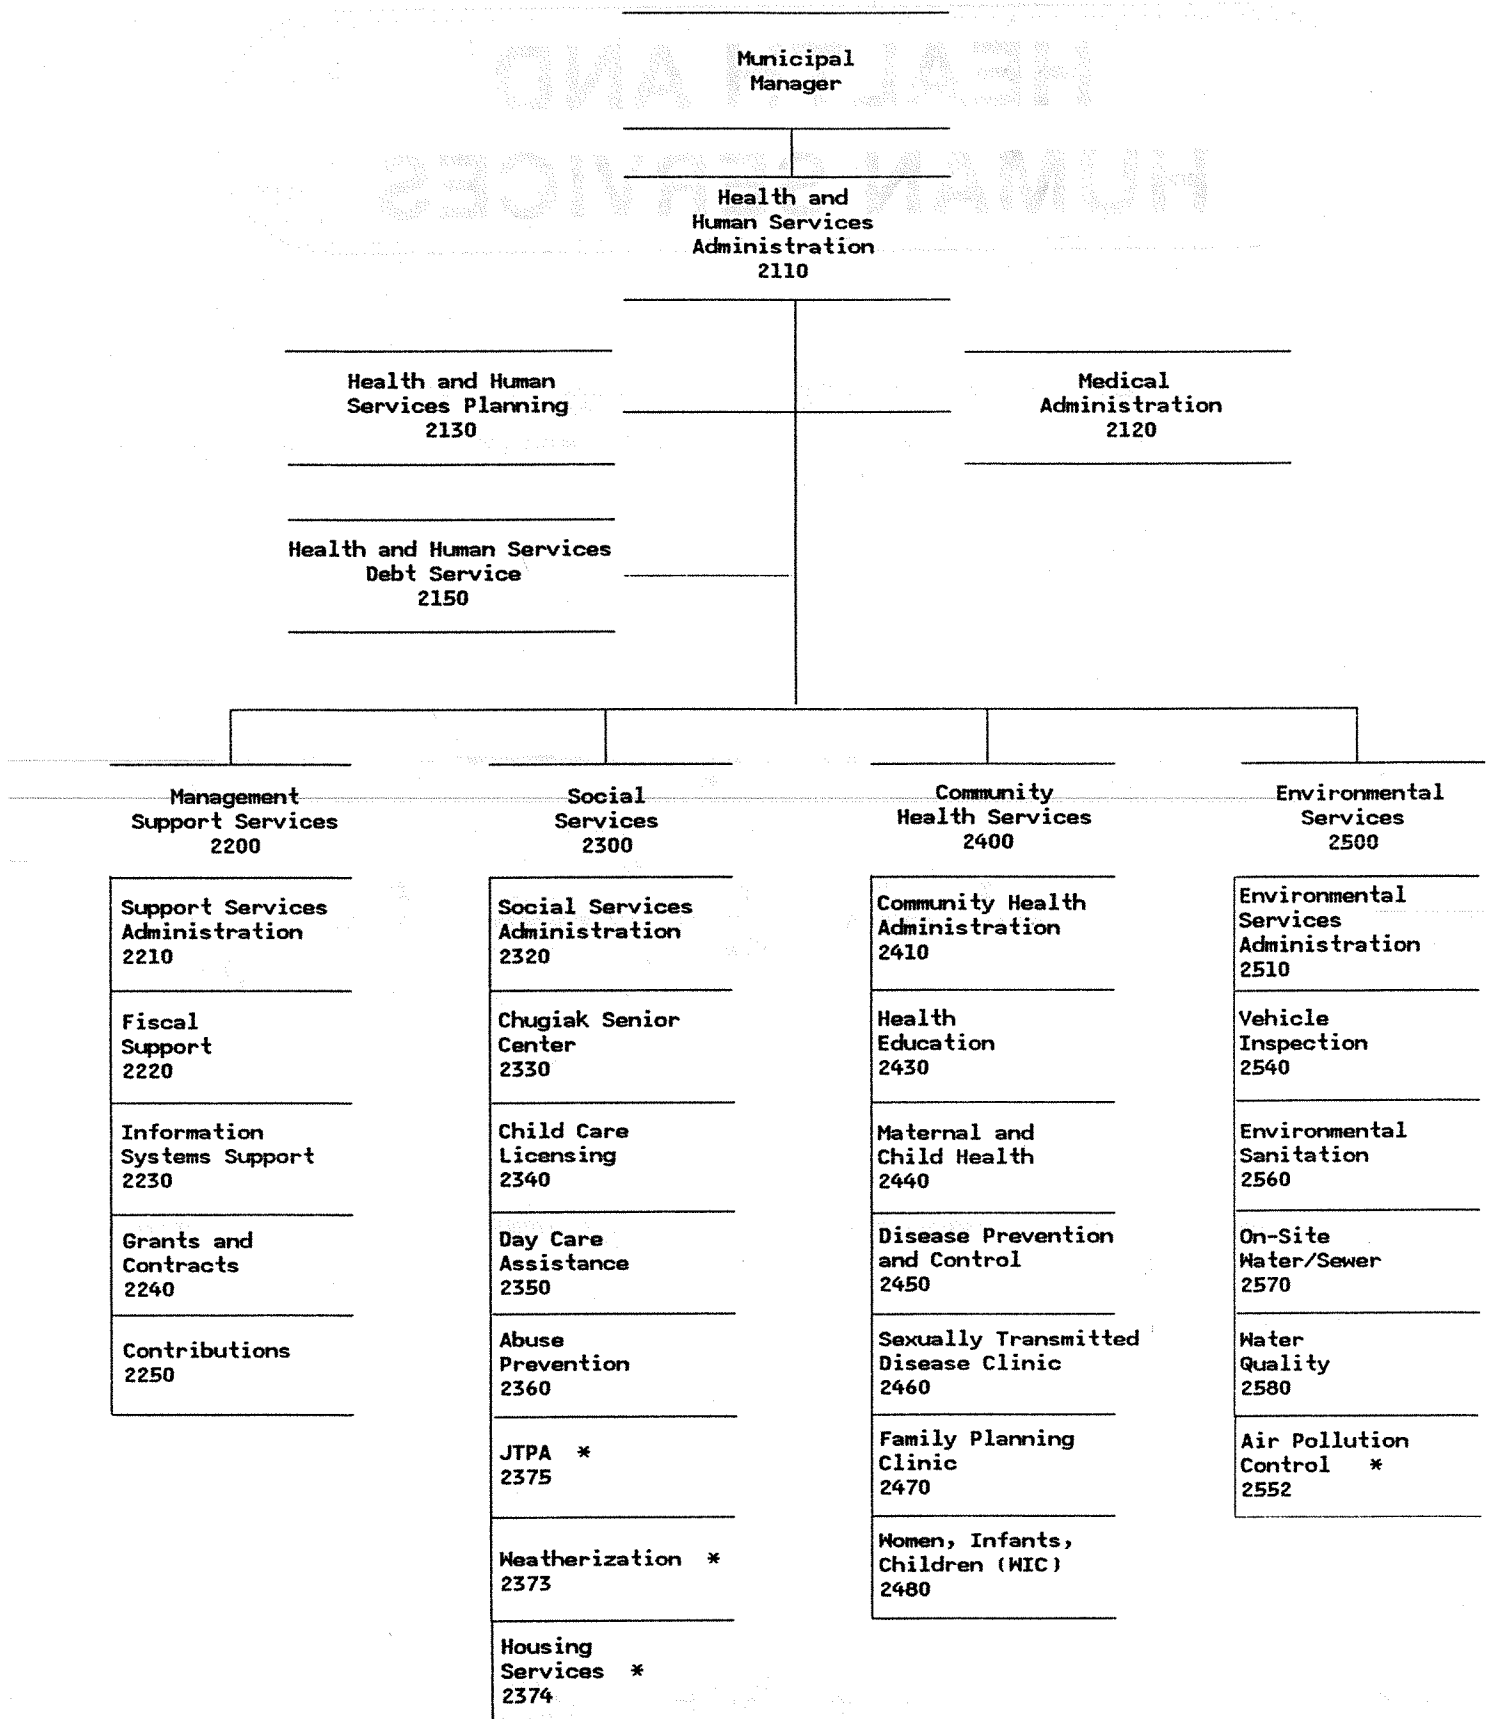 Municipal
Manager
Health and
Human Services
Administration
2110
Health and Human
Services Planning
2130
Medical
Administration
2120
Health and Human Services
Debt Service
2150
Management
Support Services
2200
Support Services
Administration
2210
Fiscal
Support
2220
Information
Systems Support
2230
Grants and
Contracts
2240
Contributions
2250
Social
Services
2300
Social Services
Administration
2320
Chugiak Senior
Center
2330
Child Care
Licensing
2340
Day Care
Assistance
2350
Abuse
Prevention
2360
JTPA *
2375
Weatherization *
2373
Housing
Services *
2374
Community
Health Services
2400
Community Health
Administration
2410
Health
Education
2430
Maternal and
Child Health
2440
Disease Prevention
and Control
2450
Sexually Transmitted
Disease Clinic
2460
Family Planning
Clinic
2470
Women, Infants,
Children (WIC)
2480
Environmental
Services
2500
Environmental
Services
Administration
2510
Vehicle
Inspection
2540
Environmental
Sanitation
2560
On-Site
Water/Sewer
2570
Water
Quality
2580
Air Pollution
Control *
2552
HEALTH AND
HUMAN SERVICES